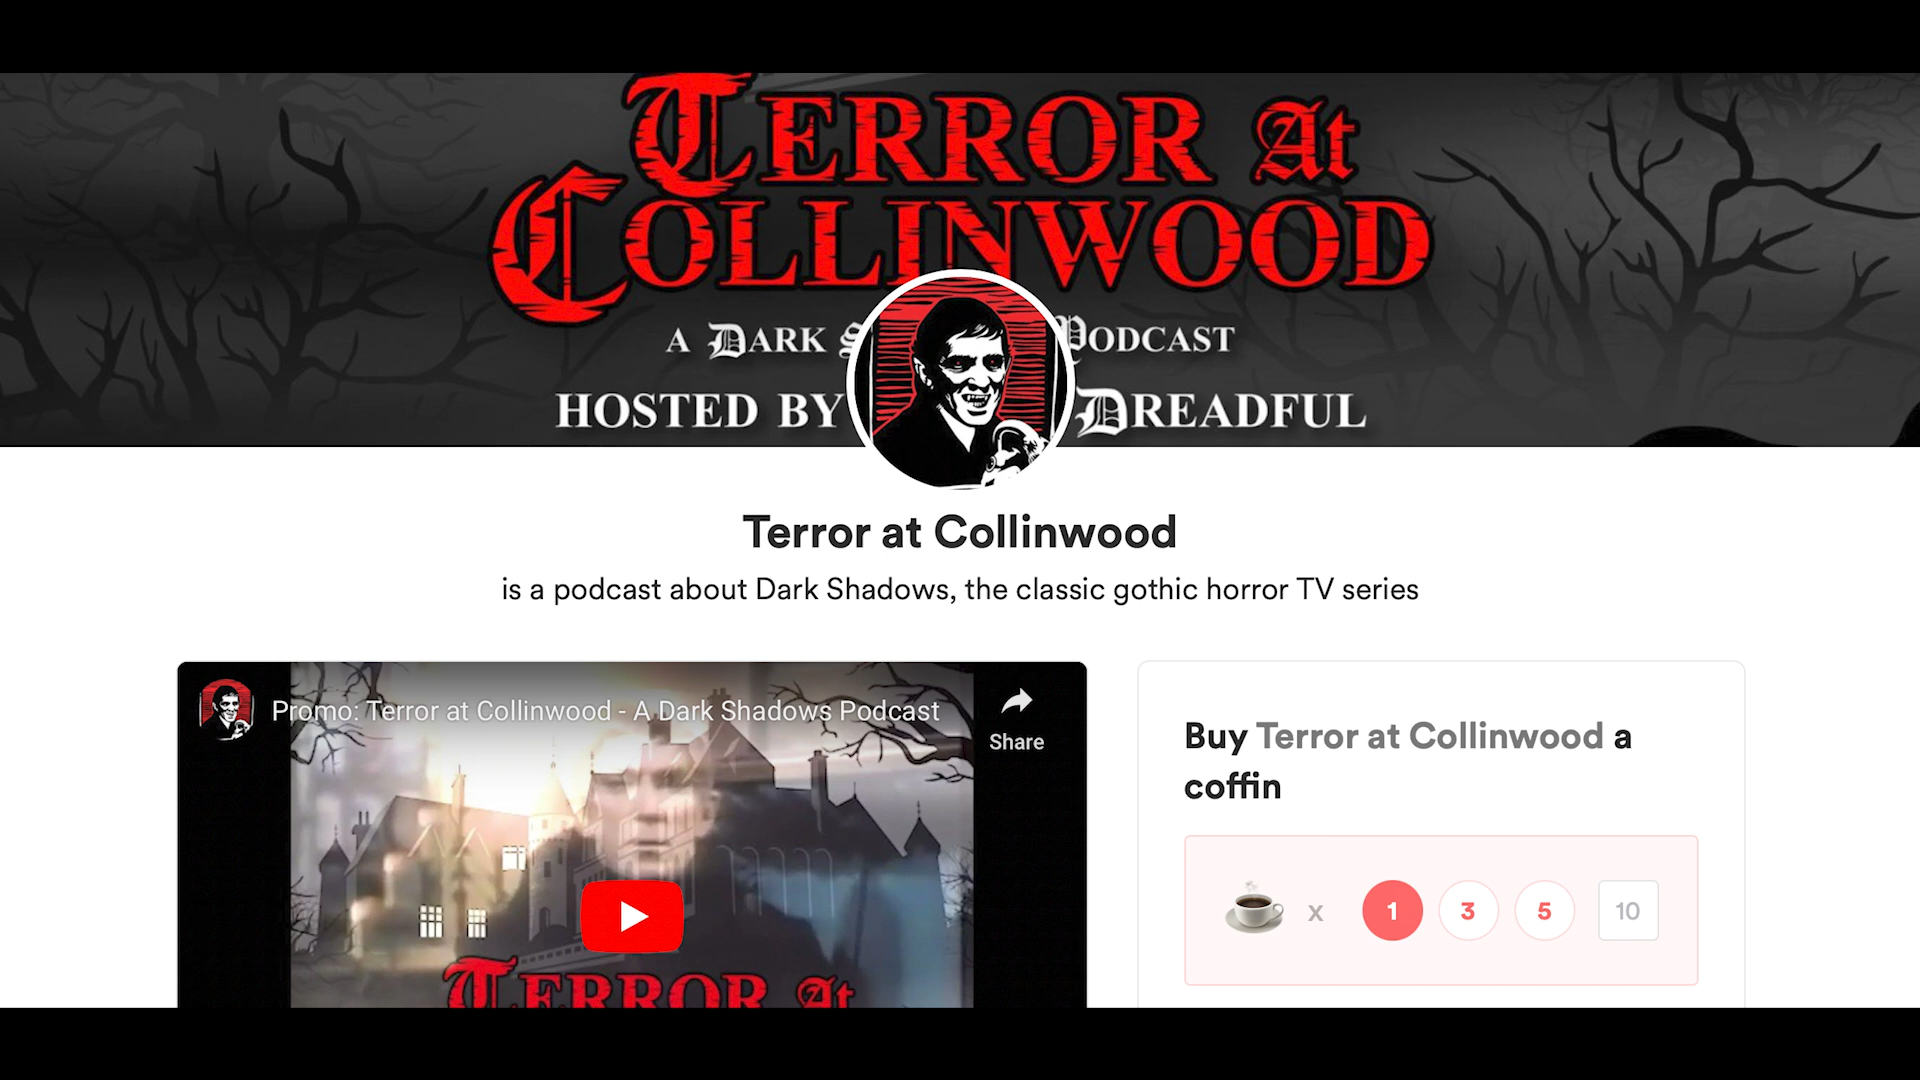 TERROR At
COLLINWOOD
A DARK S PODCAST
HOSTED BY DREADFUL
Terror at Collinwood
is a podcast about Dark Shadows, the classic gothic horror TV series
Promo: Terror at Collinwood - A Dark Shadows Podcast
Share
TERROR At
Buy Terror at Collinwood a
coffin
x 1 3 5 10